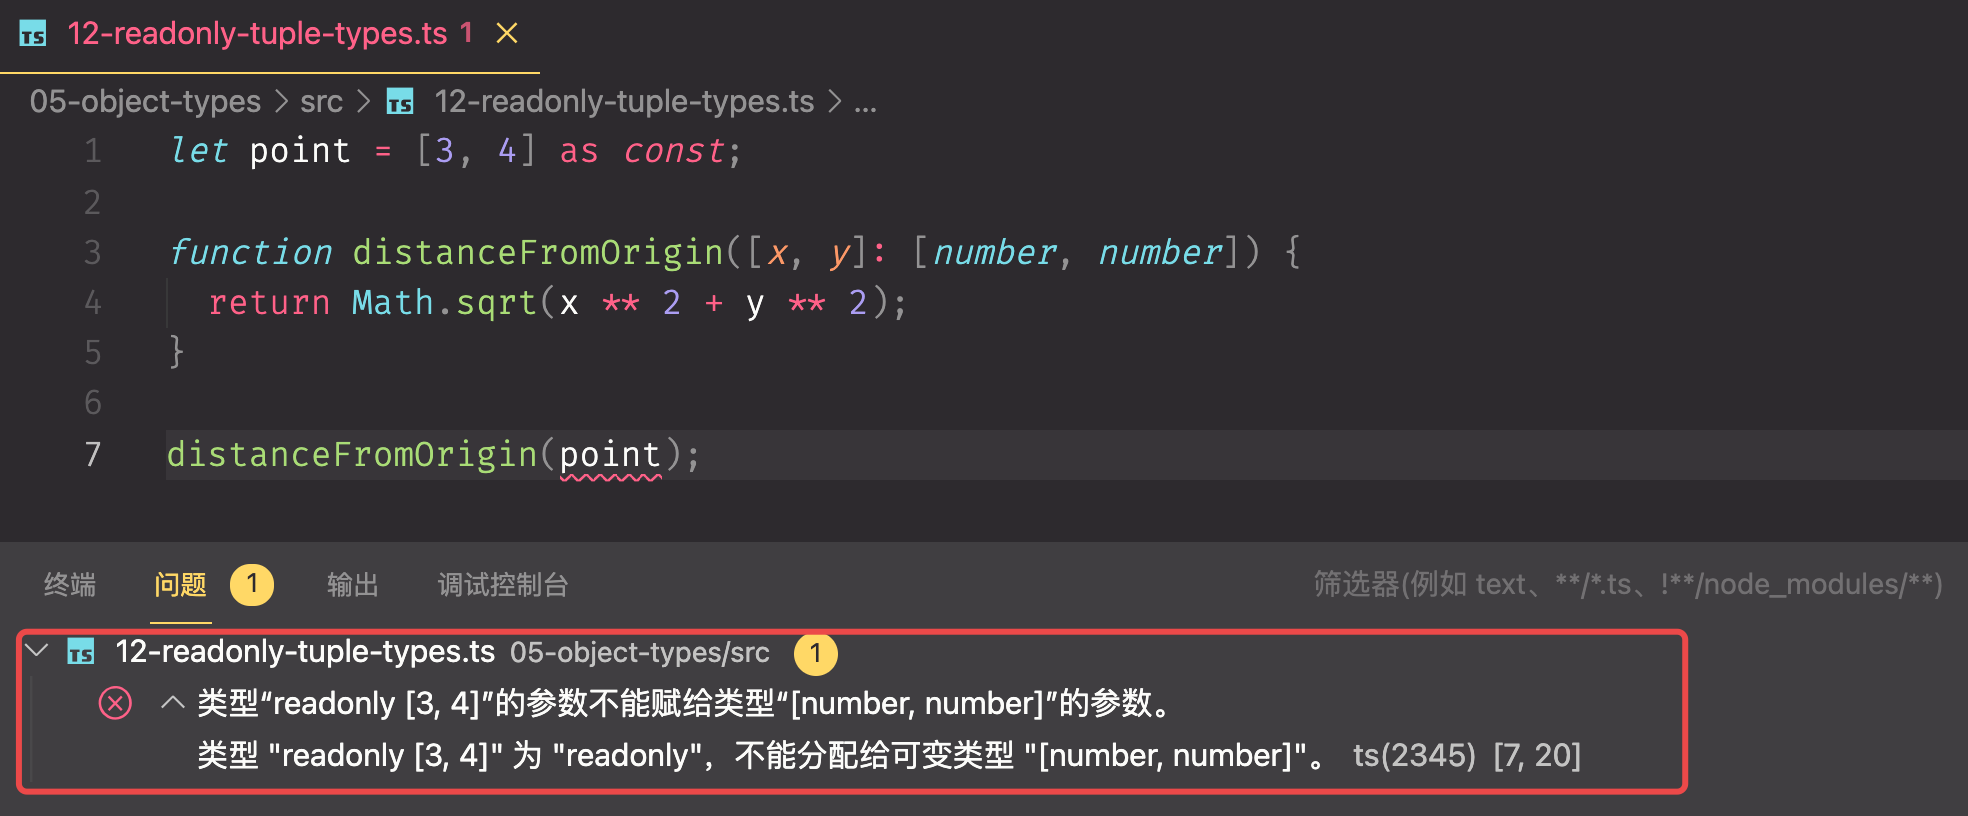 TS 12-readonly-tuple-types.ts 1
05-object-types > src > TS 12-readonly-tuple-types.ts > ...
1 let point = [3, 4] as const;
2
3 function distanceFromOrigin([x, y]: [number, number]) {
4 return Math.sqrt(x ** 2 + y ** 2);
5 }
6
7 distanceFromOrigin(point);
终端 问题 1 输出 调试控制台 筛选器(例如 text、**/*.ts、!**/node_modules/**)
TS 12-readonly-tuple-types.ts 05-object-types/src 1
类型“readonly [3, 4]”的参数不能赋给类型“[number, number]”的参数。
类型 "readonly [3, 4]" 为 "readonly"，不能分配给可变类型 "[number, number]"。 ts(2345) [7, 20]